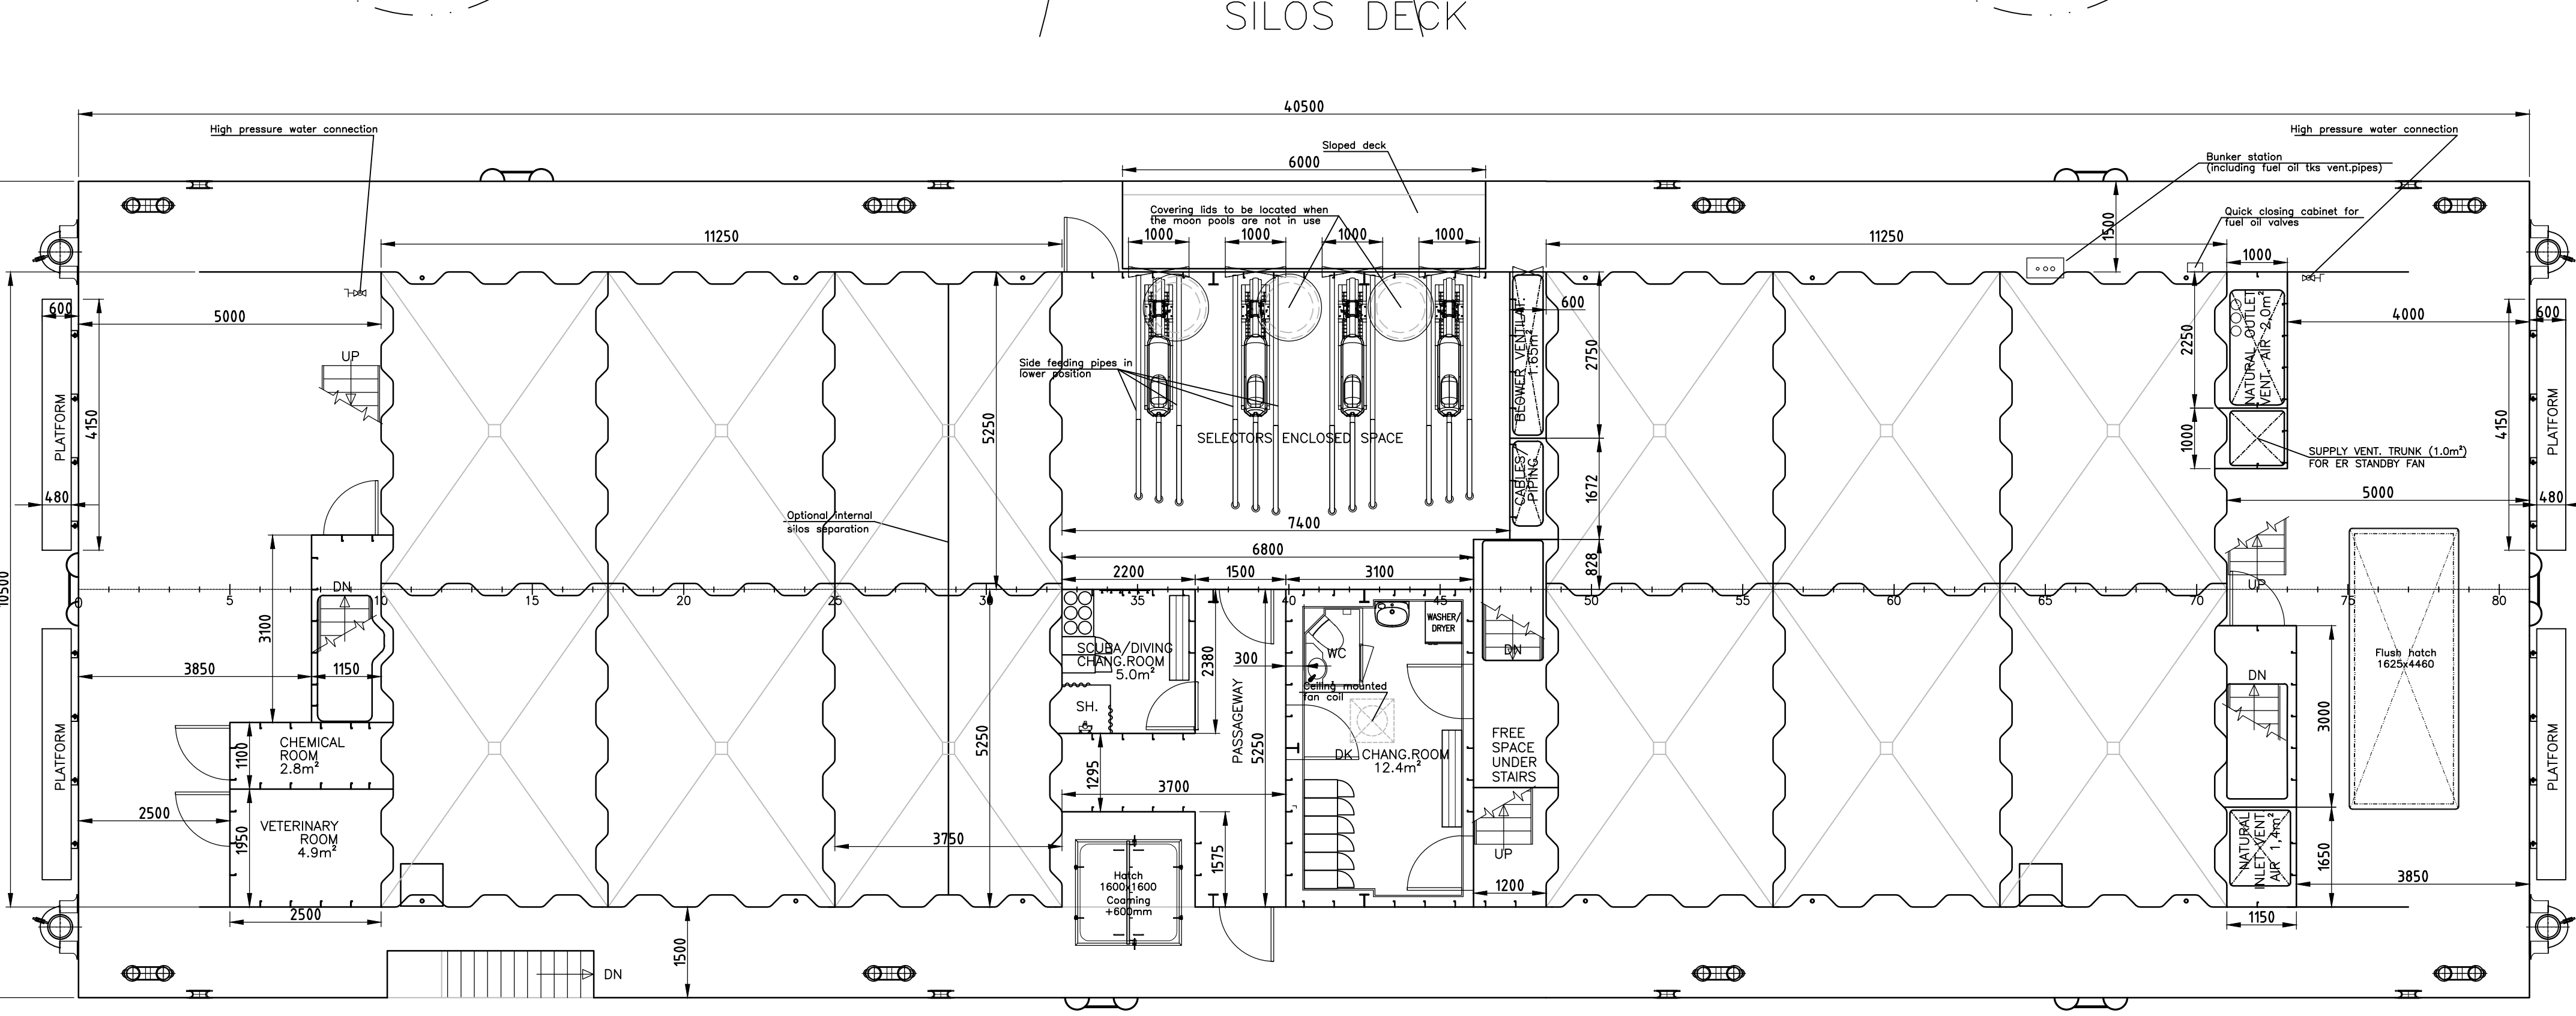 SILOS DECK
40500
High pressure water connection
High pressure water connection
Sloped deck
Bunker station
(including fuel oil tks vent.pipes)
6000
Covering lids to be located when
the moon pools are not in use
Quick closing cabinet for
fuel oil valves
1500
11250
1000
1000
1000
1000
11250
1000
600
5000
600
4000
600
NATURAL OUTLET
VENT. AIR 2.0m²
BLOWER VENTILAT.
1.65m²
2750
2250
UP
Side feeding pipes in
lower position
PLATFORM
4150
5250
SELECTORS ENCLOSED SPACE
1000
4150
PLATFORM
SUPPLY VENT. TRUNK (1.0m²)
FOR ER STANDBY FAN
480
CABLES/
PIPING
1672
5000
480
Optional internal
silos separation
7400
6800
828
10500
2200
1500
3100
DN
UP
0
5
10
15
20
25
30
35
40
45
50
55
60
65
70
75
80
3100
WASHER/
DRYER
SCUBA/DIVING
CHANG.ROOM
5.0m²
2380
300
WC
DN
Flush hatch
1625x4460
3850
1150
Ceiling mounted
fan coil
DN
SH.
3000
PLATFORM
CHEMICAL
ROOM
2.8m²
1100
5250
1295
PASSAGEWAY
5250
DK CHANG.ROOM
12.4m²
FREE
SPACE
UNDER
STAIRS
PLATFORM
3700
2500
VETERINARY
ROOM
4.9m²
1950
3750
1575
UP
NATURAL
INLET VENT.
AIR 1,4m²
1650
Hatch
1600x1600
Coaming
+600mm
1200
3850
2500
1150
1500
DN